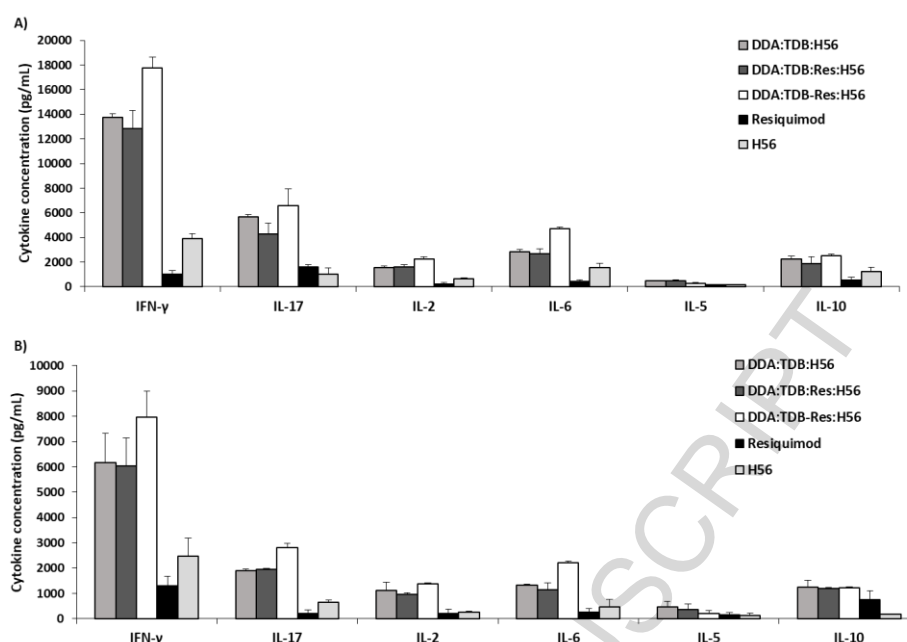 A)
Cytokine concentration (pg/mL)
20000
18000
16000
14000
12000
10000
8000
6000
4000
2000
0
IFN-γ IL-17 IL-2 IL-6 IL-5 IL-10
DDA:TDB:H56
DDA:TDB:Res:H56
DDA:TDB-Res:H56
Resiquimod
H56
B)
Cytokine concentration (pg/mL)
10000
9000
8000
7000
6000
5000
4000
3000
2000
1000
0
IFN-γ IL-17 IL-2 IL-6 IL-5 IL-10
DDA:TDB:H56
DDA:TDB:Res:H56
DDA:TDB-Res:H56
Resiquimod
H56
SCRIPT